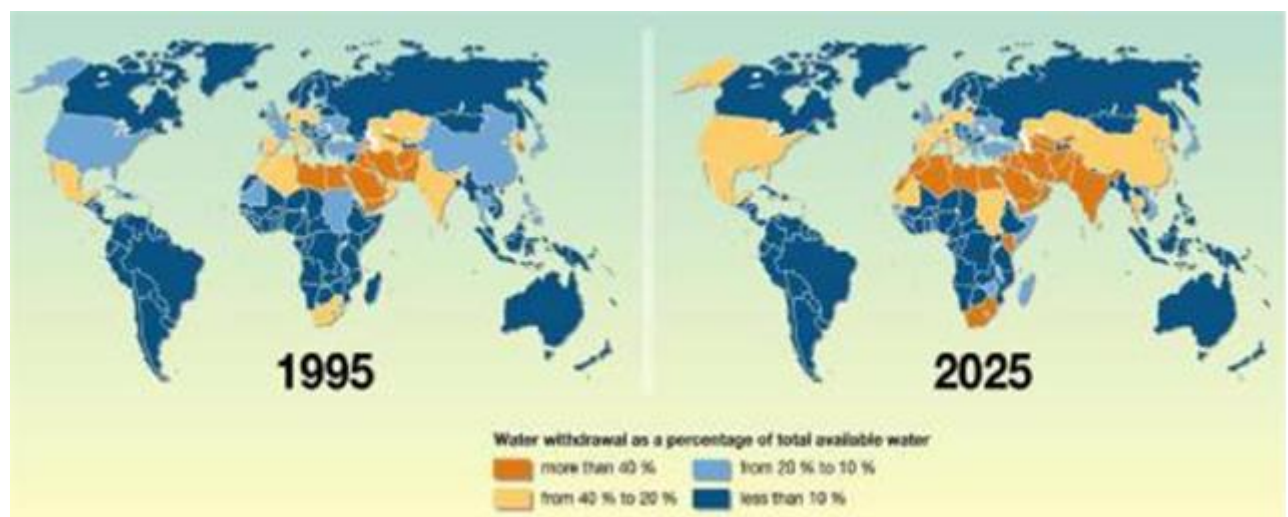 1995
2025
Water withdrawal as a percentage of total available water
more than 40 %
from 20 % to 10 %
from 40 % to 20 %
less than 10 %